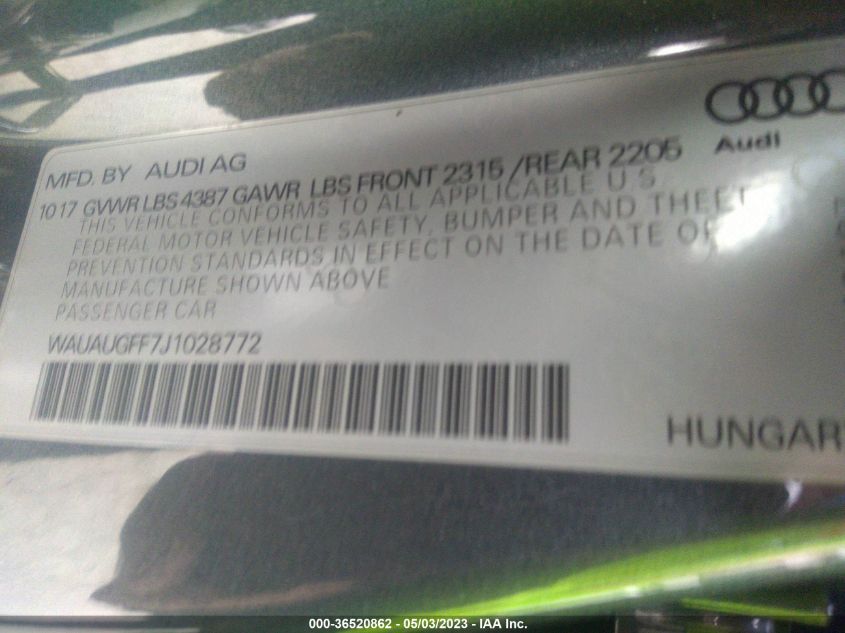 Audi
MFD. BY AUDI AG
1017 GVWR LBS 4387 GAWR LBS FRONT 2315 /REAR 2205
THIS VEHICLE CONFORMS TO ALL APPLICABLE U.S.
FEDERAL MOTOR VEHICLE SAFETY, BUMPER AND THEFT
PREVENTION STANDARDS IN EFFECT ON THE DATE OF
MANUFACTURE SHOWN ABOVE
PASSENGER CAR
WAUAUGFF7J1028772
HUNGARY
000-36520862 - 05/03/2023 - IAA Inc.